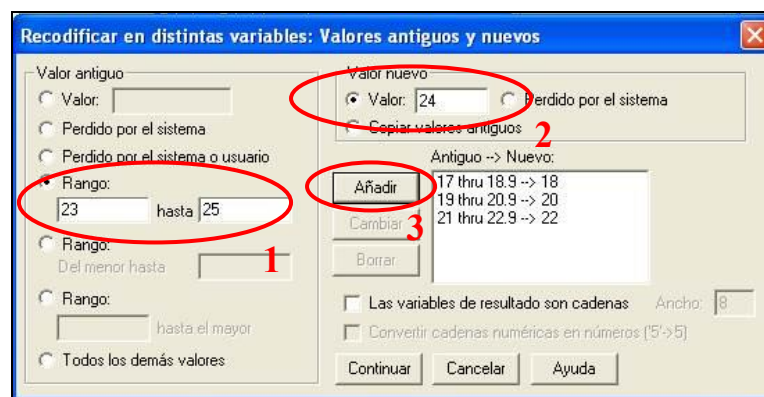 Recodificar en distintas variables: Valores antiguos y nuevos
Valor antiguo
Valor:
Perdido por el sistema
Perdido por el sistema o usuario
Rango:
23 hasta 25
1
Rango:
Del menor hasta
Rango:
hasta el mayor
Todos los demás valores
Valor nuevo
Valor: 24 Perdido por el sistema
Copiar valores antiguos
2
Antiguo --> Nuevo:
Añadir
Cambiar
Borrar
3
17 thru 18.9 --> 18
19 thru 20.9 --> 20
21 thru 22.9 --> 22
Las variables de resultado son cadenas Ancho: 8
Convertir cadenas numéricas en números ('5'->5)
Continuar Cancelar Ayuda